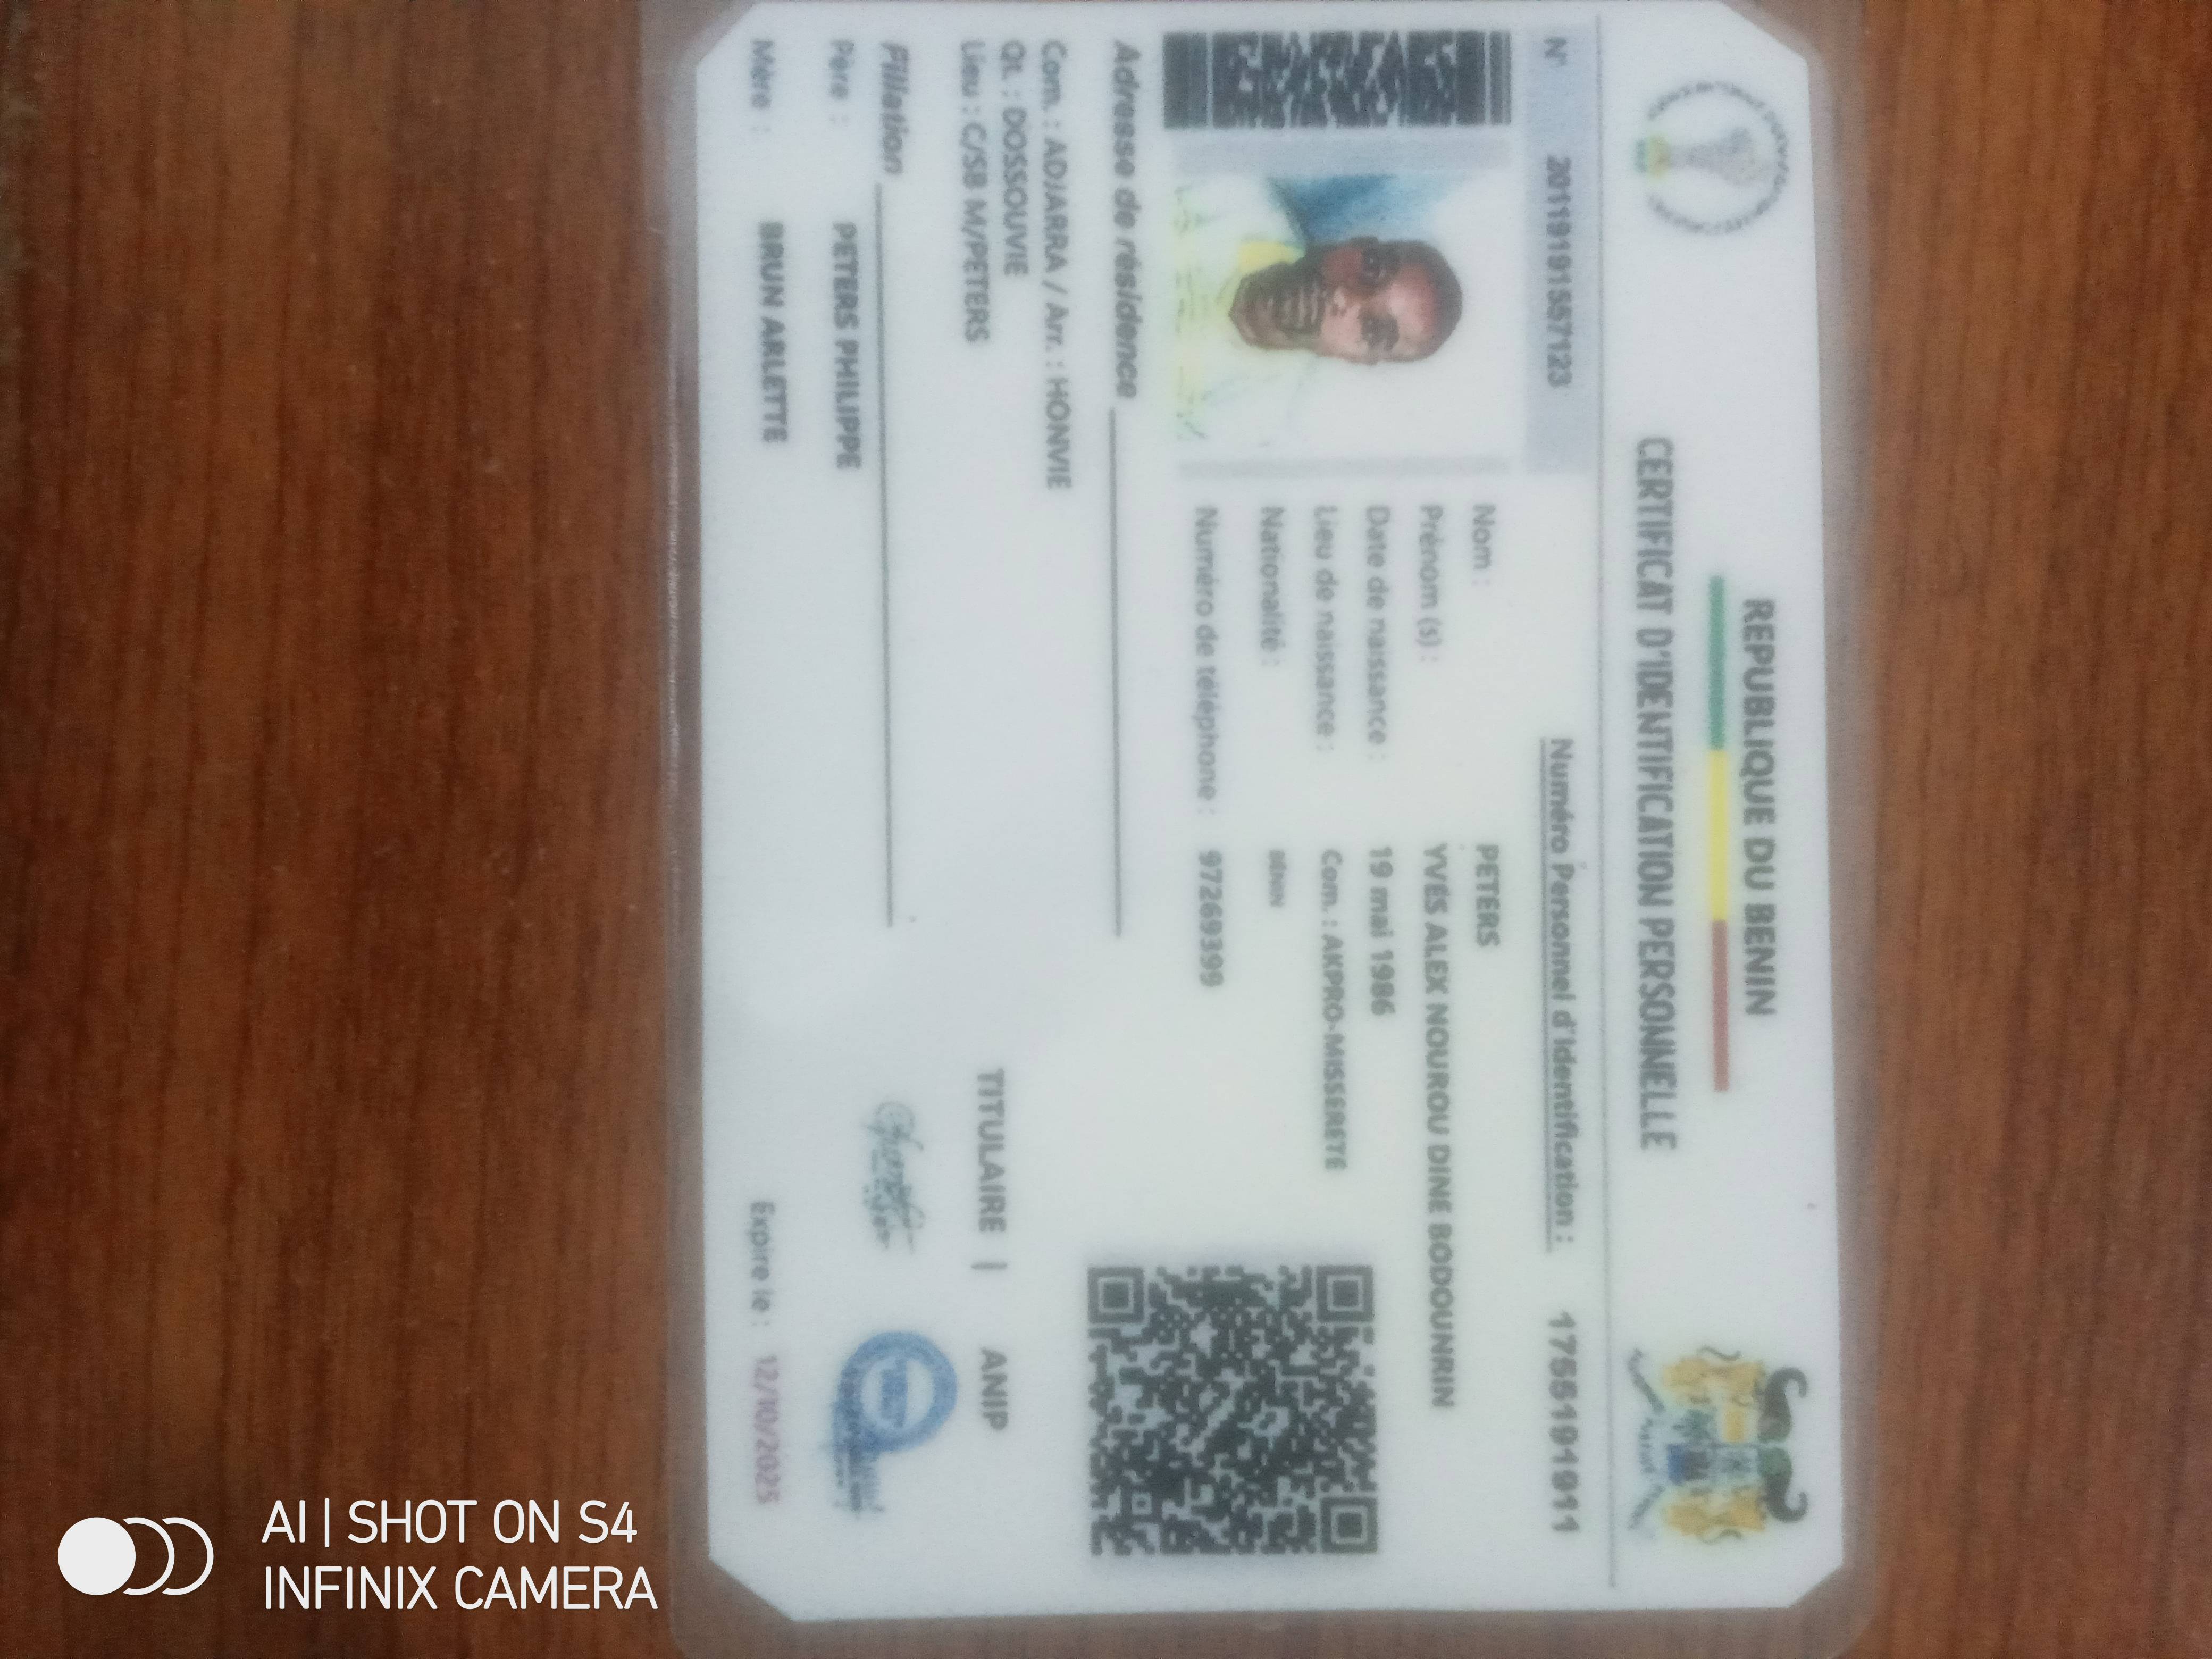 REPUBLIQUE DU BENIN
CERTIFICAT D'IDENTIFICATION PERSONNELLE
N° 20119191557123
Numéro Personnel d'Identification : 1755191911
Nom : PETERS
Prénom (s) : YVES ALEX NOUROU DINE BODOUNRIN
Date de naissance : 19 mai 1986
Lieu de naissance : Com. : AKPRO-MISSERETE
Nationalité : BÉNIN
Numéro de téléphone : 97269399
Adresse de résidence
Com. : ADJARRA / Arr. : HONVIE
Qt. : DOSSOUVIE
Lieu : C/SB M/PETERS
Filiation
Père : PETERS PHILIPPE
Mère : BRUN ARLETTE
TITULAIRE | ANIP
Expire le : 12/10/2025
AI | SHOT ON S4
INFINIX CAMERA